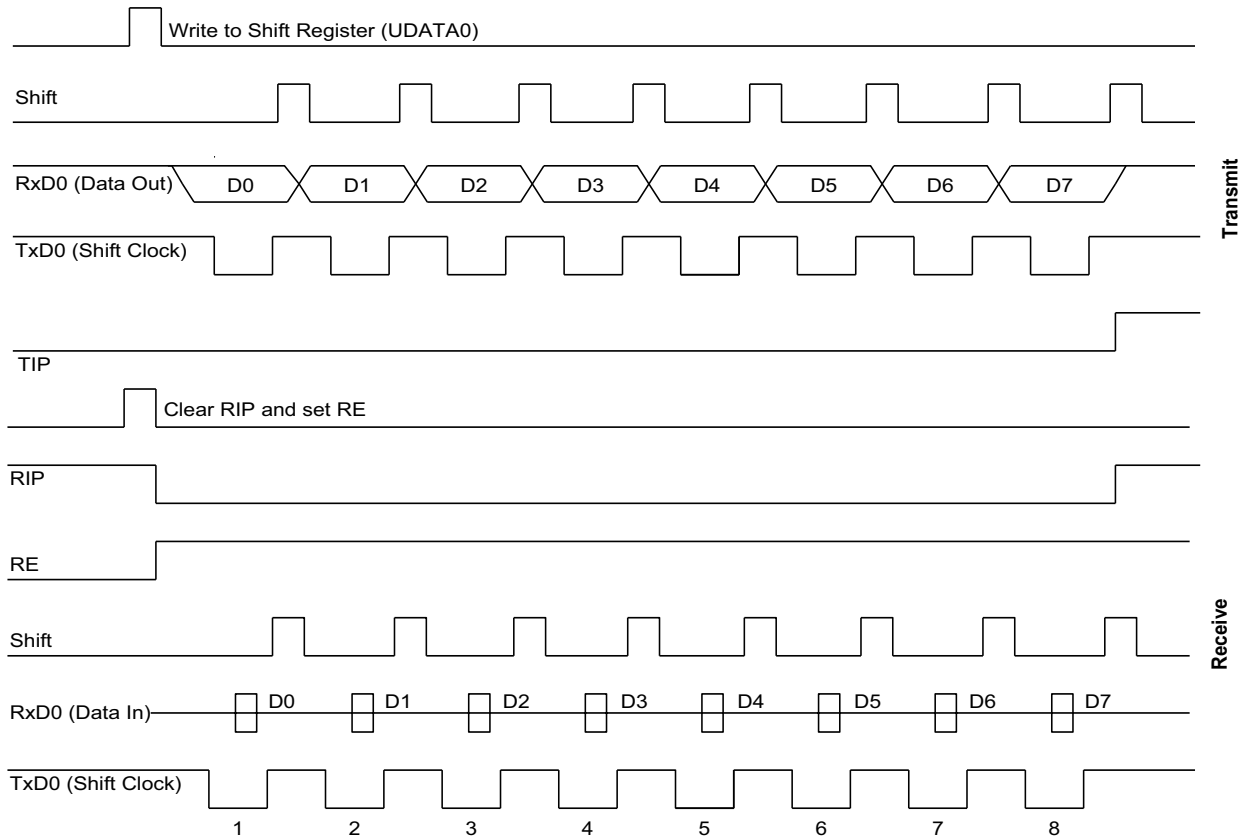 Write to Shift Register (UDATA0)
Shift
RxD0 (Data Out) D0 D1 D2 D3 D4 D5 D6 D7
TxD0 (Shift Clock)
TIP
Transmit
Clear RIP and set RE
RIP
RE
Shift
RxD0 (Data In) D0 D1 D2 D3 D4 D5 D6 D7
TxD0 (Shift Clock)
1 2 3 4 5 6 7 8
Receive